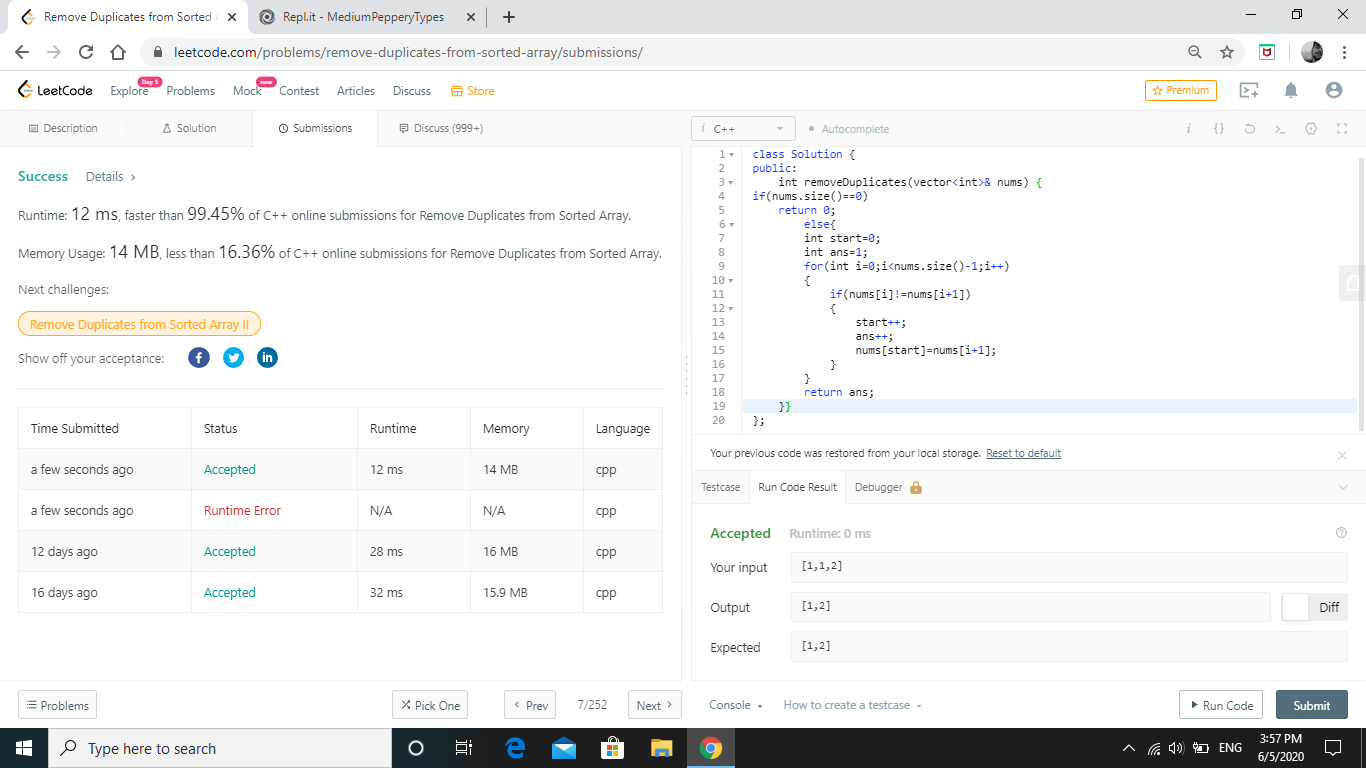 Remove Duplicates from Sorted
Repl.it - MediumPepperyTypes
leetcode.com/problems/remove-duplicates-from-sorted-array/submissions/
LeetCode Explore Day 5 Problems Mock new Contest Articles Discuss Store Premium
Description Solution Submissions Discuss (999+)
Success Details ›
Runtime: 12 ms, faster than 99.45% of C++ online submissions for Remove Duplicates from Sorted Array.
Memory Usage: 14 MB, less than 16.36% of C++ online submissions for Remove Duplicates from Sorted Array.
Next challenges:
Remove Duplicates from Sorted Array II
Show off your acceptance:
Time Submitted Status Runtime Memory Language
a few seconds ago Accepted 12 ms 14 MB cpp
a few seconds ago Runtime Error N/A N/A cpp
12 days ago Accepted 28 ms 16 MB cpp
16 days ago Accepted 32 ms 15.9 MB cpp
Problems Pick One ‹ Prev 7/252 Next ›
i C++ Autocomplete i {}
1 class Solution {
2 public:
3 int removeDuplicates(vector<int>& nums) {
4 if(nums.size()==0)
5 return 0;
6 else{
7 int start=0;
8 int ans=1;
9 for(int i=0;i<nums.size()-1;i++)
10 {
11 if(nums[i]!=nums[i+1])
12 {
13 start++;
14 ans++;
15 nums[start]=nums[i+1];
16 }
17 }
18 return ans;
19 }}
20 };
Your previous code was restored from your local storage. Reset to default
Testcase Run Code Result Debugger
Accepted Runtime: 0 ms
Your input [1,1,2]
Output [1,2] Diff
Expected [1,2]
Console How to create a testcase Run Code Submit
Type here to search
ENG 3:57 PM
6/5/2020